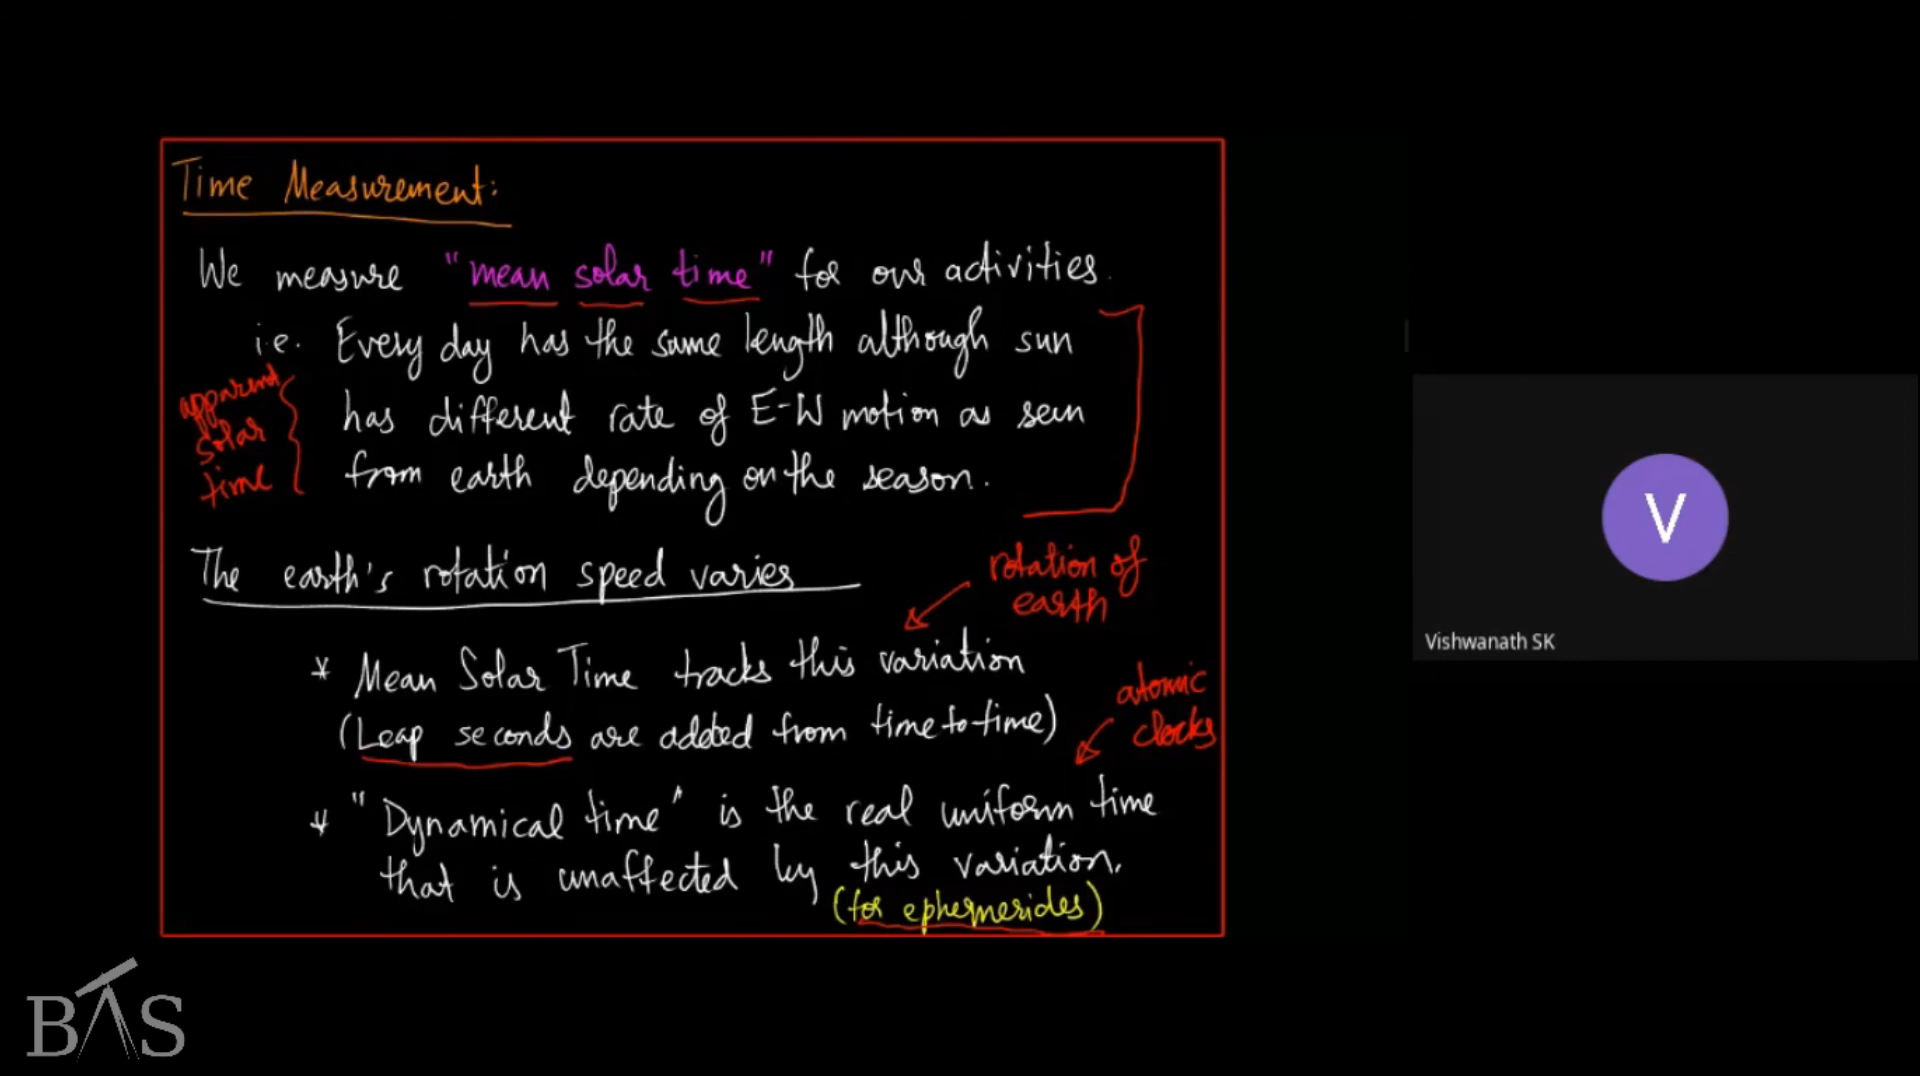 Time Measurement:
We measure "mean solar time" for our activities.
i.e. Every day has the same length although sun
has different rate of E-W motion as seen
from earth depending on the season.
apparent
solar
time
The earth's rotation speed varies
rotation of
earth
* Mean Solar Time tracks this variation
(Leap seconds are added from time to time)
atomic
clocks
* "Dynamical time" is the real uniform time
that is unaffected by this variation.
(for ephemerides)
V
Vishwanath SK
BAS